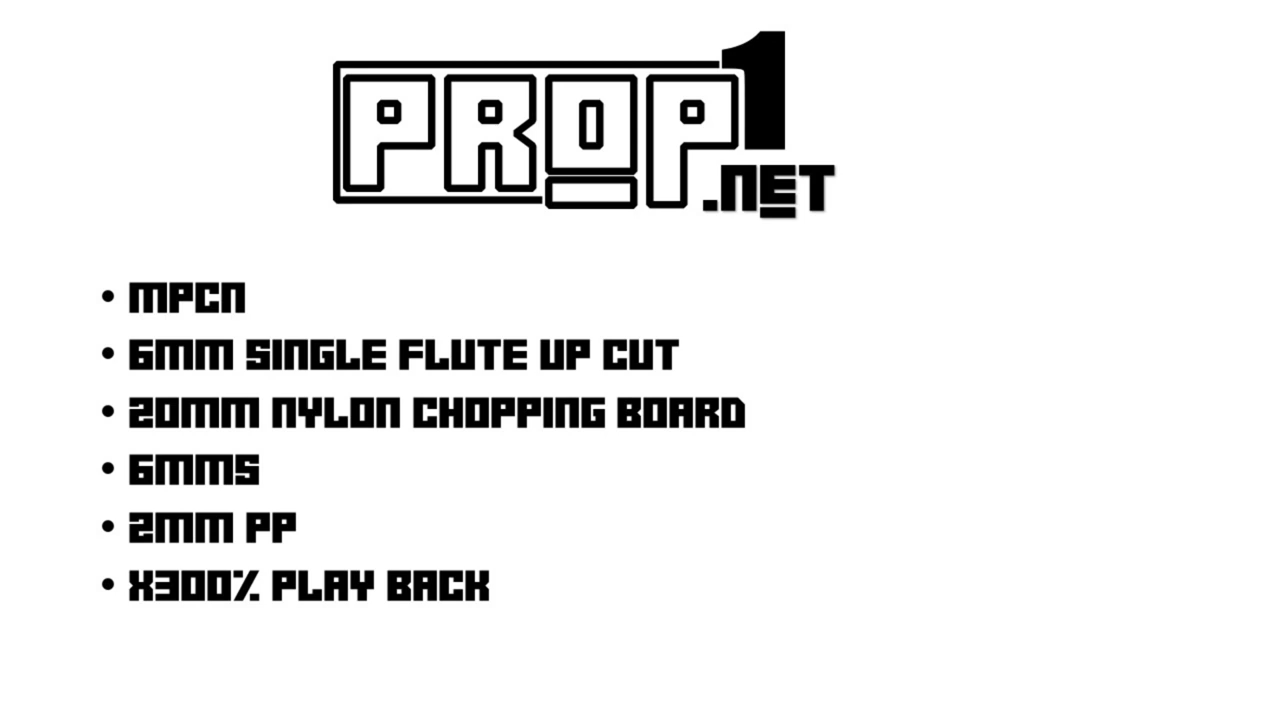 PROP1
.NET
• MPCN
• 6MM SINGLE FLUTE UP CUT
• 20MM NYLON CHOPPING BOARD
• 6MMS
• 2MM PP
• X300% PLAY BACK